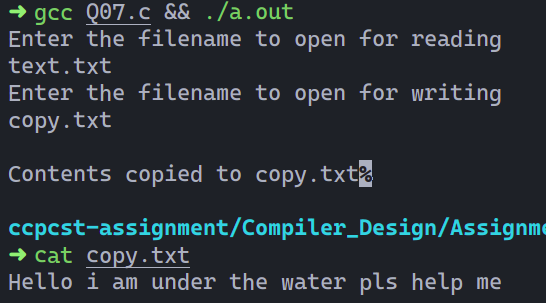 ➜ gcc Q07.c && ./a.out
Enter the filename to open for reading
text.txt
Enter the filename to open for writing
copy.txt
Contents copied to copy.txt%
ccpcst-assignment/Compiler_Design/Assignme
➜ cat copy.txt
Hello i am under the water pls help me